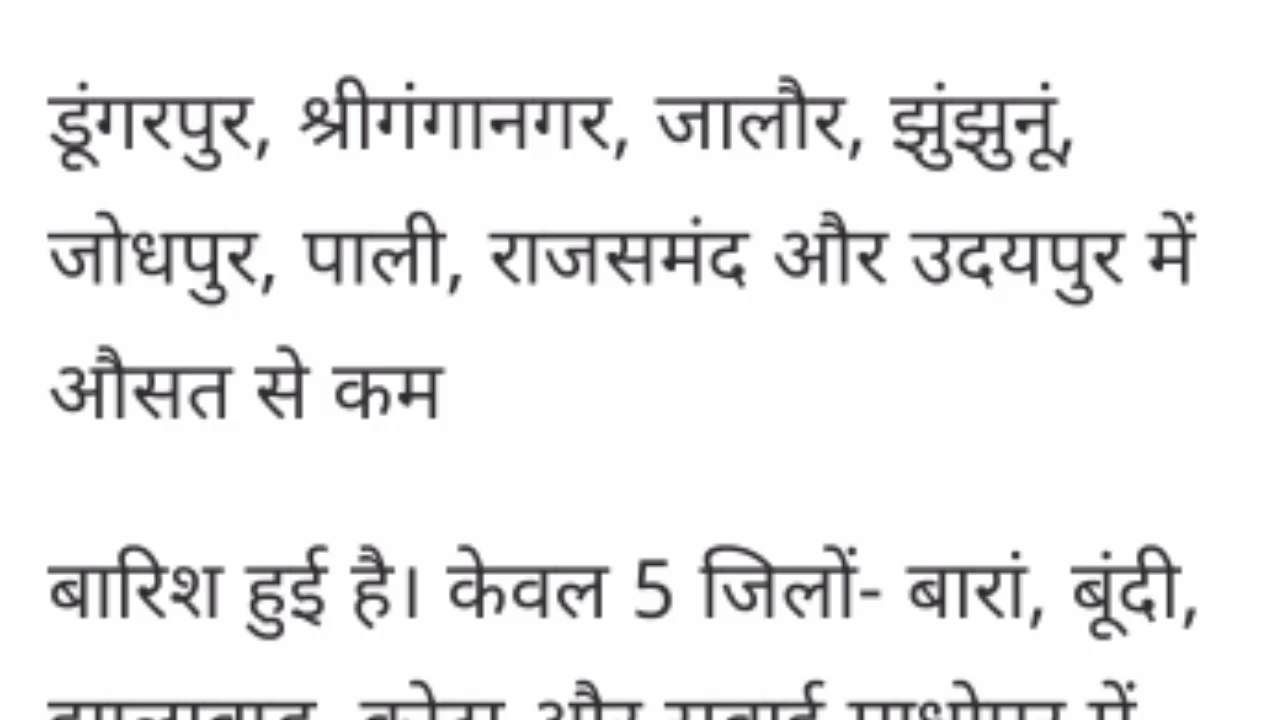 डूंगरपुर, श्रीगंगानगर, जालौर, झुंझुनूं,
जोधपुर, पाली, राजसमंद और उदयपुर में
औसत से कम
बारिश हुई है। केवल 5 जिलों- बारां, बूंदी,